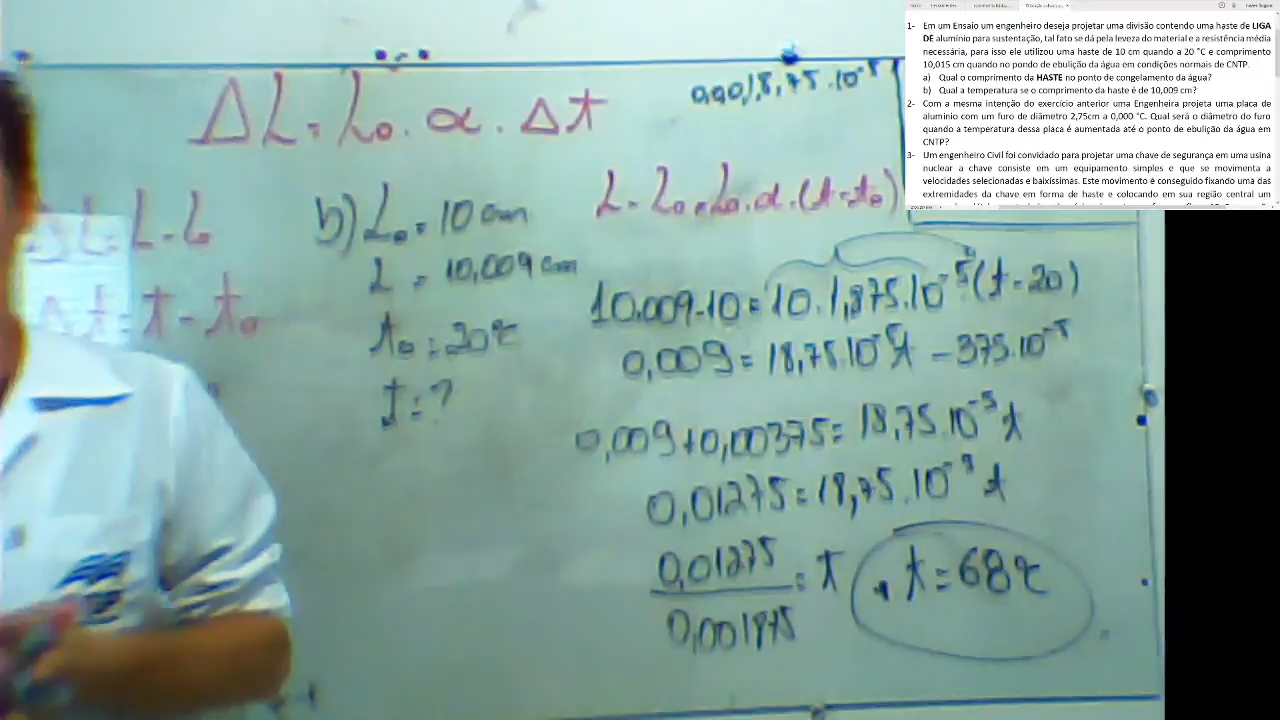 ΔL = L₀ . α . Δt
ΔL = L - L₀
Δt = t - t₀
b) L₀ = 10 cm
L = 10,009 cm
t₀ = 20°C
t = ?
0,0018,75.10⁻⁵
L - L₀ = L₀.α.(t-t₀)
10.009-10 = 10.1,875.10⁻⁵(t-20)
0,009 = 18,75.10⁻⁵t - 375.10⁻⁵
0,009+0,00375 = 18,75.10⁻⁵t
0,01275 = 18,75.10⁻⁵ t
0,01275
0,001875
= t
t = 68°C
1- Em um Ensaio um engenheiro deseja projetar uma divisão contendo uma haste de LIGA
DE alumínio para sustentação, tal fato se dá pela leveza do material e a resistência média
necessária, para isso ele utilizou uma haste de 10 cm quando a 20 °C e comprimento
10,015 cm quando no pondo de ebulição da água em condições normais de CNTP.
a) Qual o comprimento da HASTE no ponto de congelamento da água?
b) Qual a temperatura se o comprimento da haste é de 10,009 cm?
2- Com a mesma intenção do exercício anterior uma Engenheira projeta uma placa de
alumínio com um furo de diâmetro 2,75cm a 0,000 °C. Qual será o diâmetro do furo
quando a temperatura dessa placa é aumentada até o ponto de ebulição da água em
CNTP?
3- Um engenheiro Civil foi convidado para projetar uma chave de segurança em uma usina
nuclear a chave consiste em um equipamento simples e que se movimenta a
velocidades selecionadas e baixíssimas. Este movimento é conseguido fixando uma das
extremidades da chave em forma de haste e colocando em sua região central um